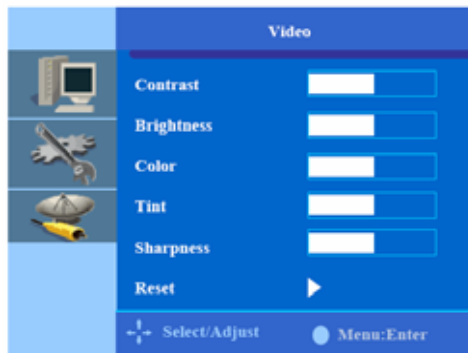 Video
Contrast
Brightness
Color
Tint
Sharpness
Reset
Select/Adjust Menu:Enter